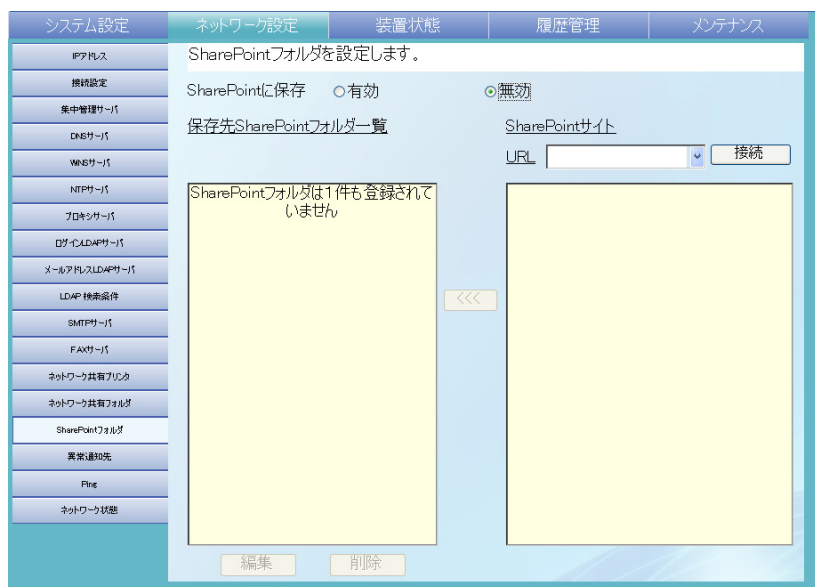 システム設定 ネットワーク設定 装置状態 履歴管理 メンテナンス
IPアドレス
接続設定
集中管理サーバ
DNSサーバ
WINSサーバ
NTPサーバ
プロキシサーバ
ログインLDAPサーバ
メールアドレスLDAPサーバ
LDAP 検索条件
SMTPサーバ
FAXサーバ
ネットワーク共有プリンタ
ネットワーク共有フォルダ
SharePointフォルダ
異常通知先
Ping
ネットワーク状態
SharePointフォルダを設定します。
SharePointに保存 有効 無効
保存先SharePointフォルダ一覧
SharePointフォルダは1件も登録されて
いません
<<<
SharePointサイト
URL 接続
編集 削除